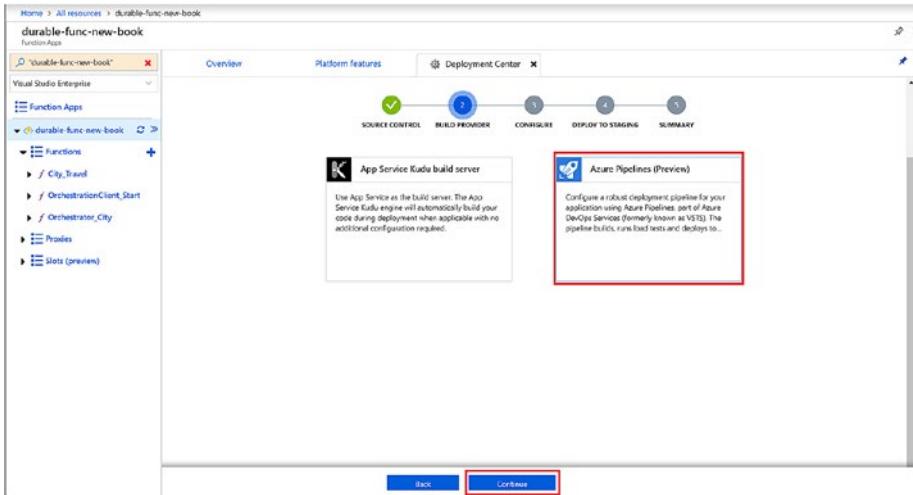 Home > All resources > durable-func-new-book
durable-func-new-book
Function Apps
"durable-func-new-book"
Visual Studio Enterprise
Function Apps
durable-func-new-book
Functions
City_Travel
OrchestrationClient_Start
Orchestrator_City
Proxies
Slots (preview)
Overview Platform features Deployment Center
2 3 4 5
SOURCE CONTROL BUILD PROVIDER CONFIGURE DEPLOY TO STAGING SUMMARY
App Service Kudu build server
Use App Service as the build server. The App
Service Kudu engine will automatically build your
code during deployment when applicable with no
additional configuration required.
Azure Pipelines (Preview)
Configure a robust deployment pipeline for your
application using Azure Pipelines, part of Azure
DevOps Services (formerly known as VSTS). The
pipeline builds, runs load tests and deploys to...
Back Continue